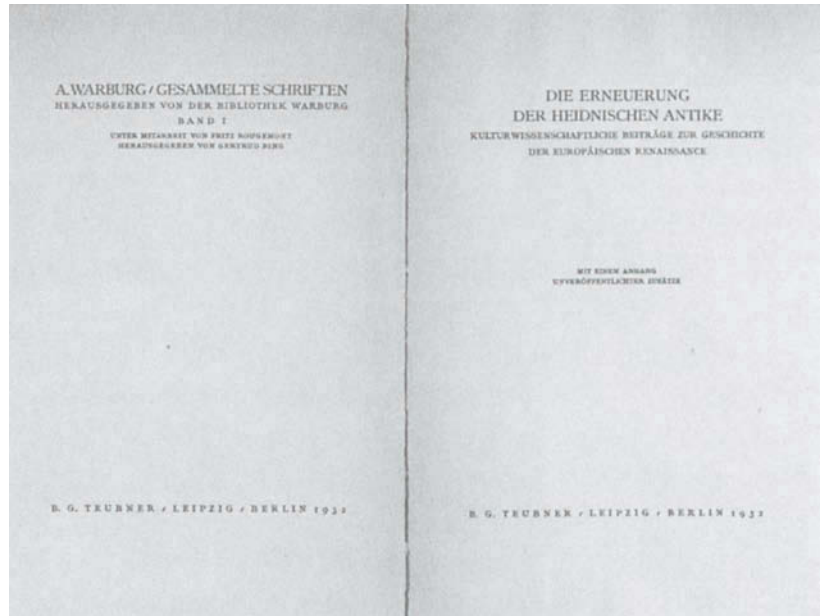 A. WARBURG / GESAMMELTE SCHRIFTEN
HERAUSGEGEBEN VON DER BIBLIOTHEK WARBURG
BAND I
UNTER MITARBEIT VON FRITZ ROUGEMONT
HERAUSGEGEBEN VON GERTRUD BING
B. G. TEUBNER / LEIPZIG / BERLIN 1932
DIE ERNEUERUNG
DER HEIDNISCHEN ANTIKE
KULTURWISSENSCHAFTLICHE BEITRÄGE ZUR GESCHICHTE
DER EUROPÄISCHEN RENAISSANCE
MIT EINEM ANHANG
UNVERÖFFENTLICHTER ZUSÄTZE
B. G. TEUBNER / LEIPZIG / BERLIN 1932